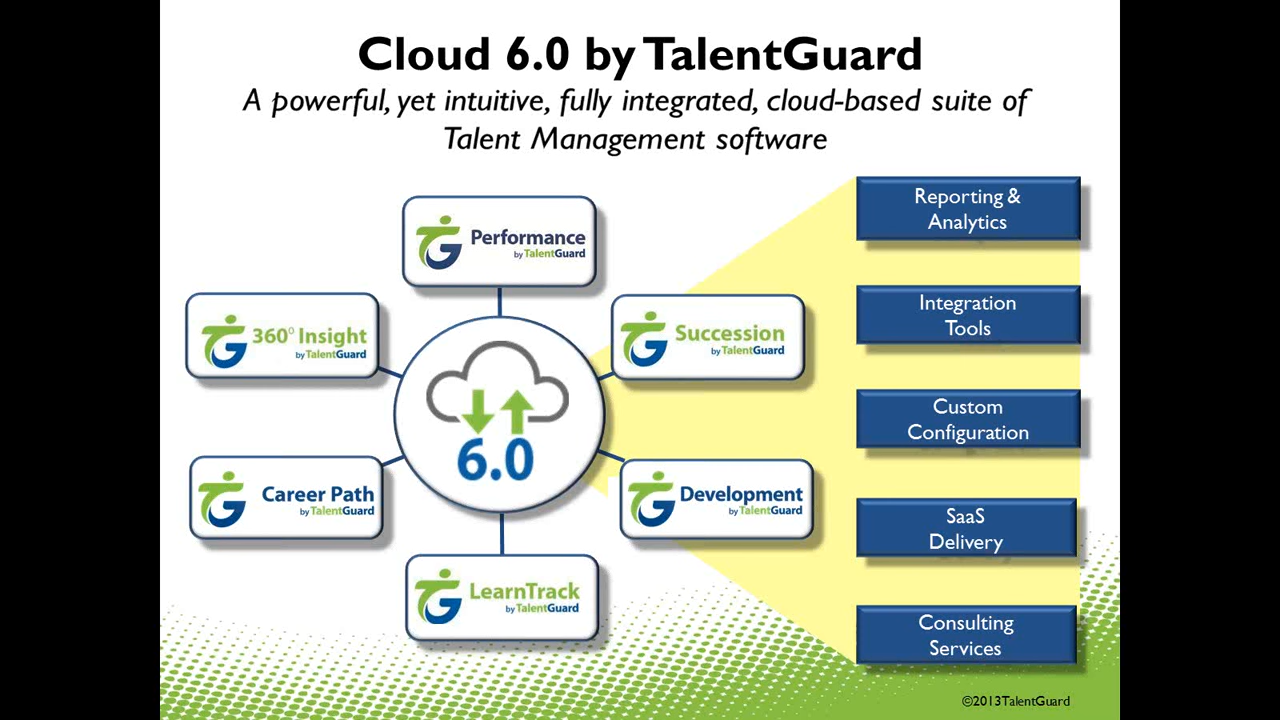 Cloud 6.0 by TalentGuard
A powerful, yet intuitive, fully integrated, cloud-based suite of
Talent Management software
Performance
by TalentGuard
360° Insight
by TalentGuard
Succession
by TalentGuard
6.0
Career Path
by TalentGuard
Development
by TalentGuard
LearnTrack
by TalentGuard
Reporting &
Analytics
Integration
Tools
Custom
Configuration
SaaS
Delivery
Consulting
Services
©2013TalentGuard